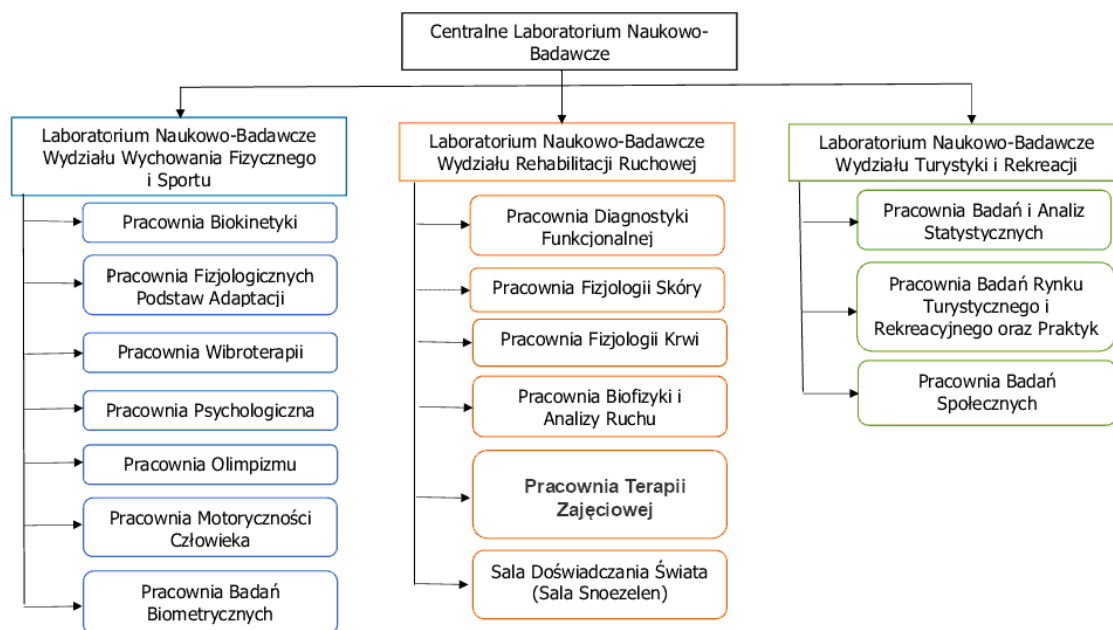 Centralne Laboratorium Naukowo-
Badawcze
Laboratorium Naukowo-Badawcze
Wydziału Wychowania Fizycznego
i Sportu
Pracownia Biokinetyki
Pracownia Fizjologicznych
Podstaw Adaptacji
Pracownia Wibroterapii
Pracownia Psychologiczna
Pracownia Olimpizmu
Pracownia Motoryczności
Człowieka
Pracownia Badań
Biometrycznych
Laboratorium Naukowo-Badawcze
Wydziału Rehabilitacji Ruchowej
Pracownia Diagnostyki
Funkcjonalnej
Pracownia Fizjologii Skóry
Pracownia Fizjologii Krwi
Pracownia Biofizyki i
Analizy Ruchu
Pracownia Terapii
Zajęciowej
Sala Doświadczania Świata
(Sala Snoezelen)
Laboratorium Naukowo-Badawcze
Wydziału Turystyki i Rekreacji
Pracownia Badań i Analiz
Statystycznych
Pracownia Badań Rynku
Turystycznego i
Rekreacyjnego oraz Praktyk
Pracownia Badań
Społecznych